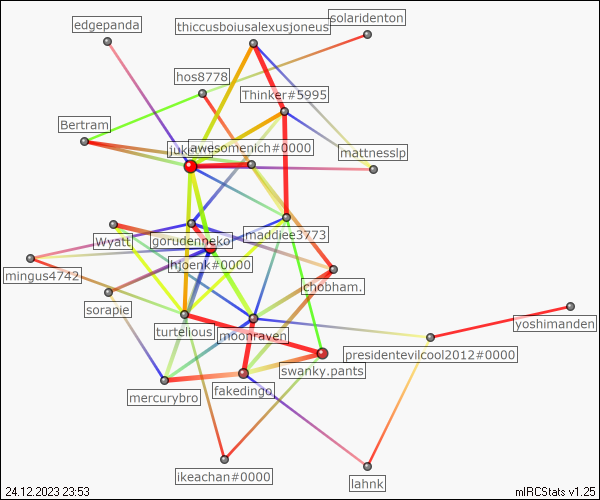 edgepanda
thiccusboiusalexusjoneus
solaridenton
hos8778
Thinker#5995
Bertram
awesomenich#0000
mattnesslp
Wyatt
gorudenneko
maddiee3773
hjoenk#0000
mingus4742
chobham.
sorapie
turtelious
moonraven
yoshimanden
presidentevilcool2012#0000
swanky.pants
mercurybro
fakedingo
ikeachan#0000
lahnk
24.12.2023 23:53
mIRCStats v1.25